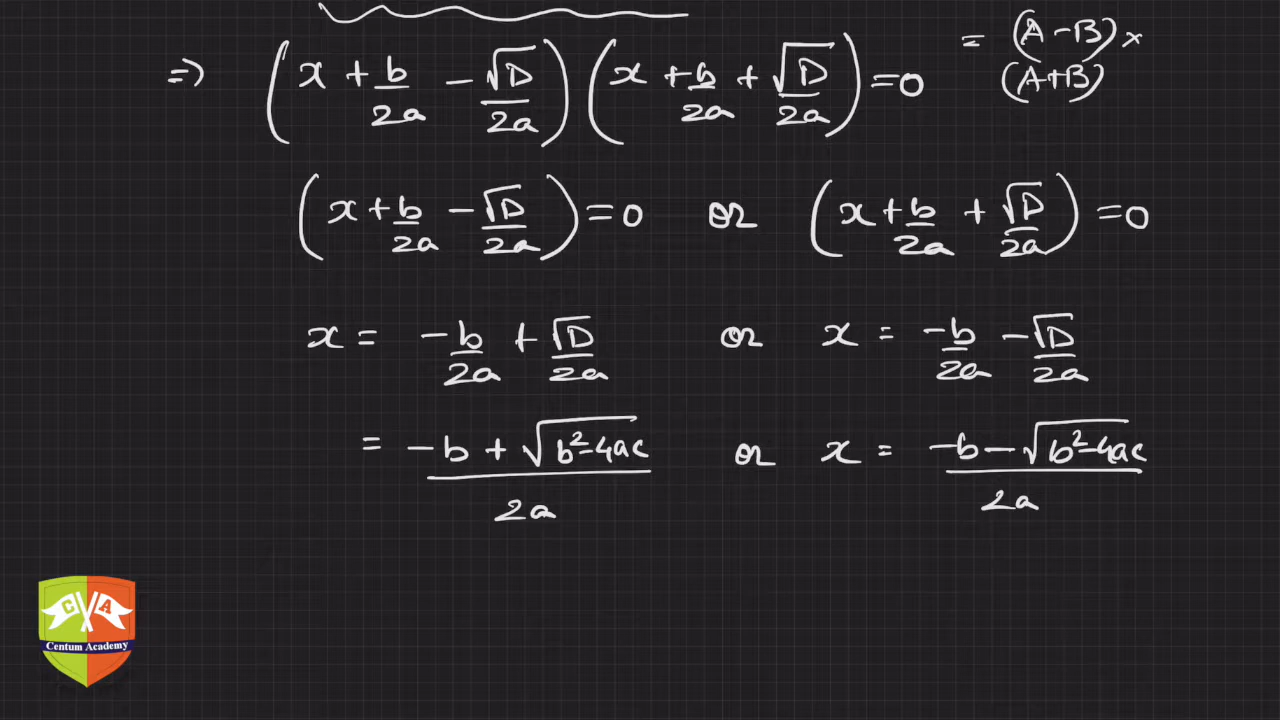 ⇒ (x + b/2a − √D/2a) (x + b/2a + √D/2a) = 0
= (A − B) ×
(A + B)
(x + b/2a − √D/2a) = 0 or (x + b/2a + √D/2a) = 0
x = −b/2a + √D/2a or x = −b/2a − √D/2a
= (−b + √(b²−4ac))/2a or x = (−b − √(b²−4ac))/2a
C A
Centum Academy